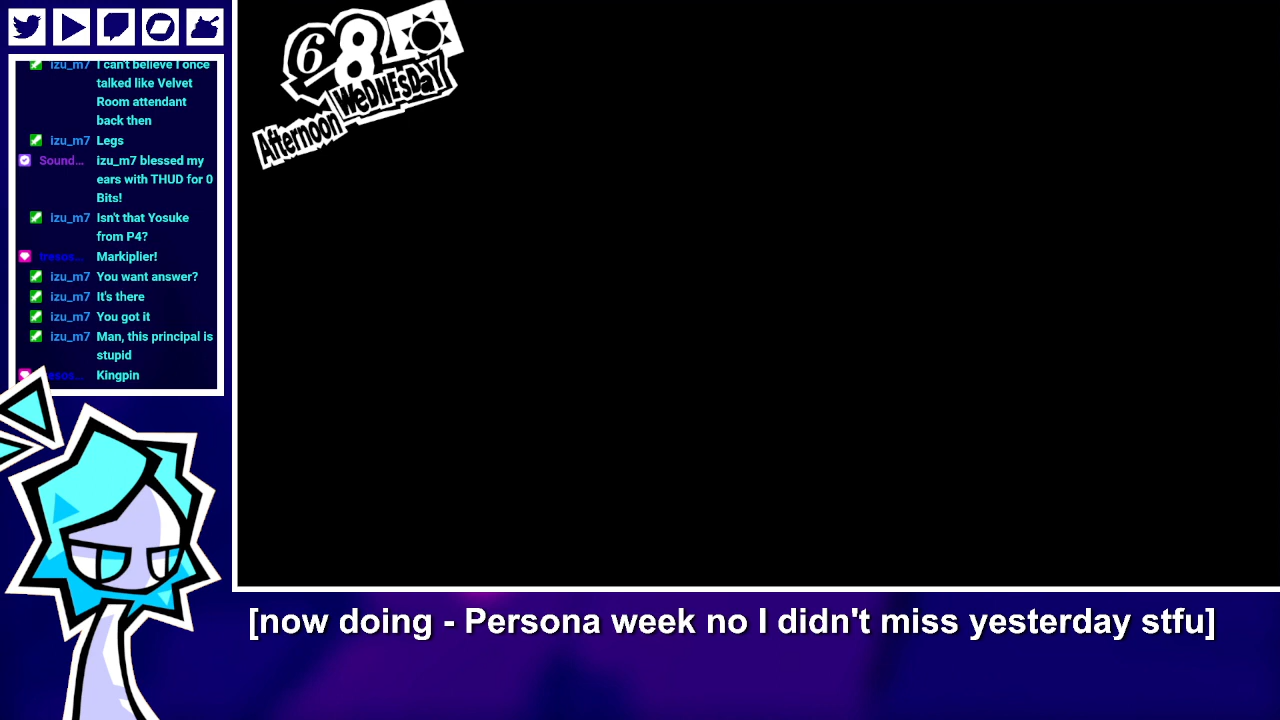 I can't believe I once
talked like Velvet
Room attendant
back then
izu_m7 Legs
Sound... izu_m7 blessed my
ears with THUD for 0
Bits!
izu_m7 Isn't that Yosuke
from P4?
Markiplier!
izu_m7 You want answer?
izu_m7 It's there
izu_m7 You got it
izu_m7 Man, this principal is
stupid
Kingpin
6/8
WeDNEsDaY
Afternoon
[now doing - Persona week no I didn't miss yesterday stfu]